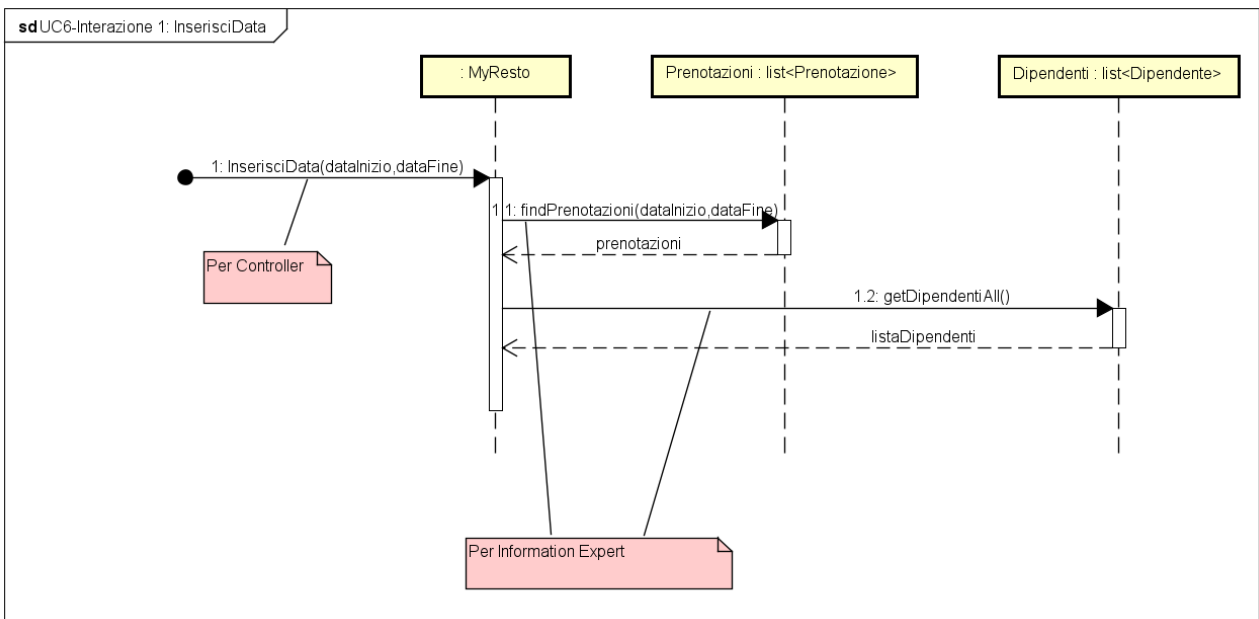 sd UC6-Interazione 1: InserisciData
: MyResto
Prenotazioni : list<Prenotazione>
Dipendenti : list<Dipendente>
1: InserisciData(dataInizio,dataFine)
1.1: findPrenotazioni(dataInizio,dataFine)
prenotazioni
Per Controller
1.2: getDipendentiAll()
listaDipendenti
Per Information Expert